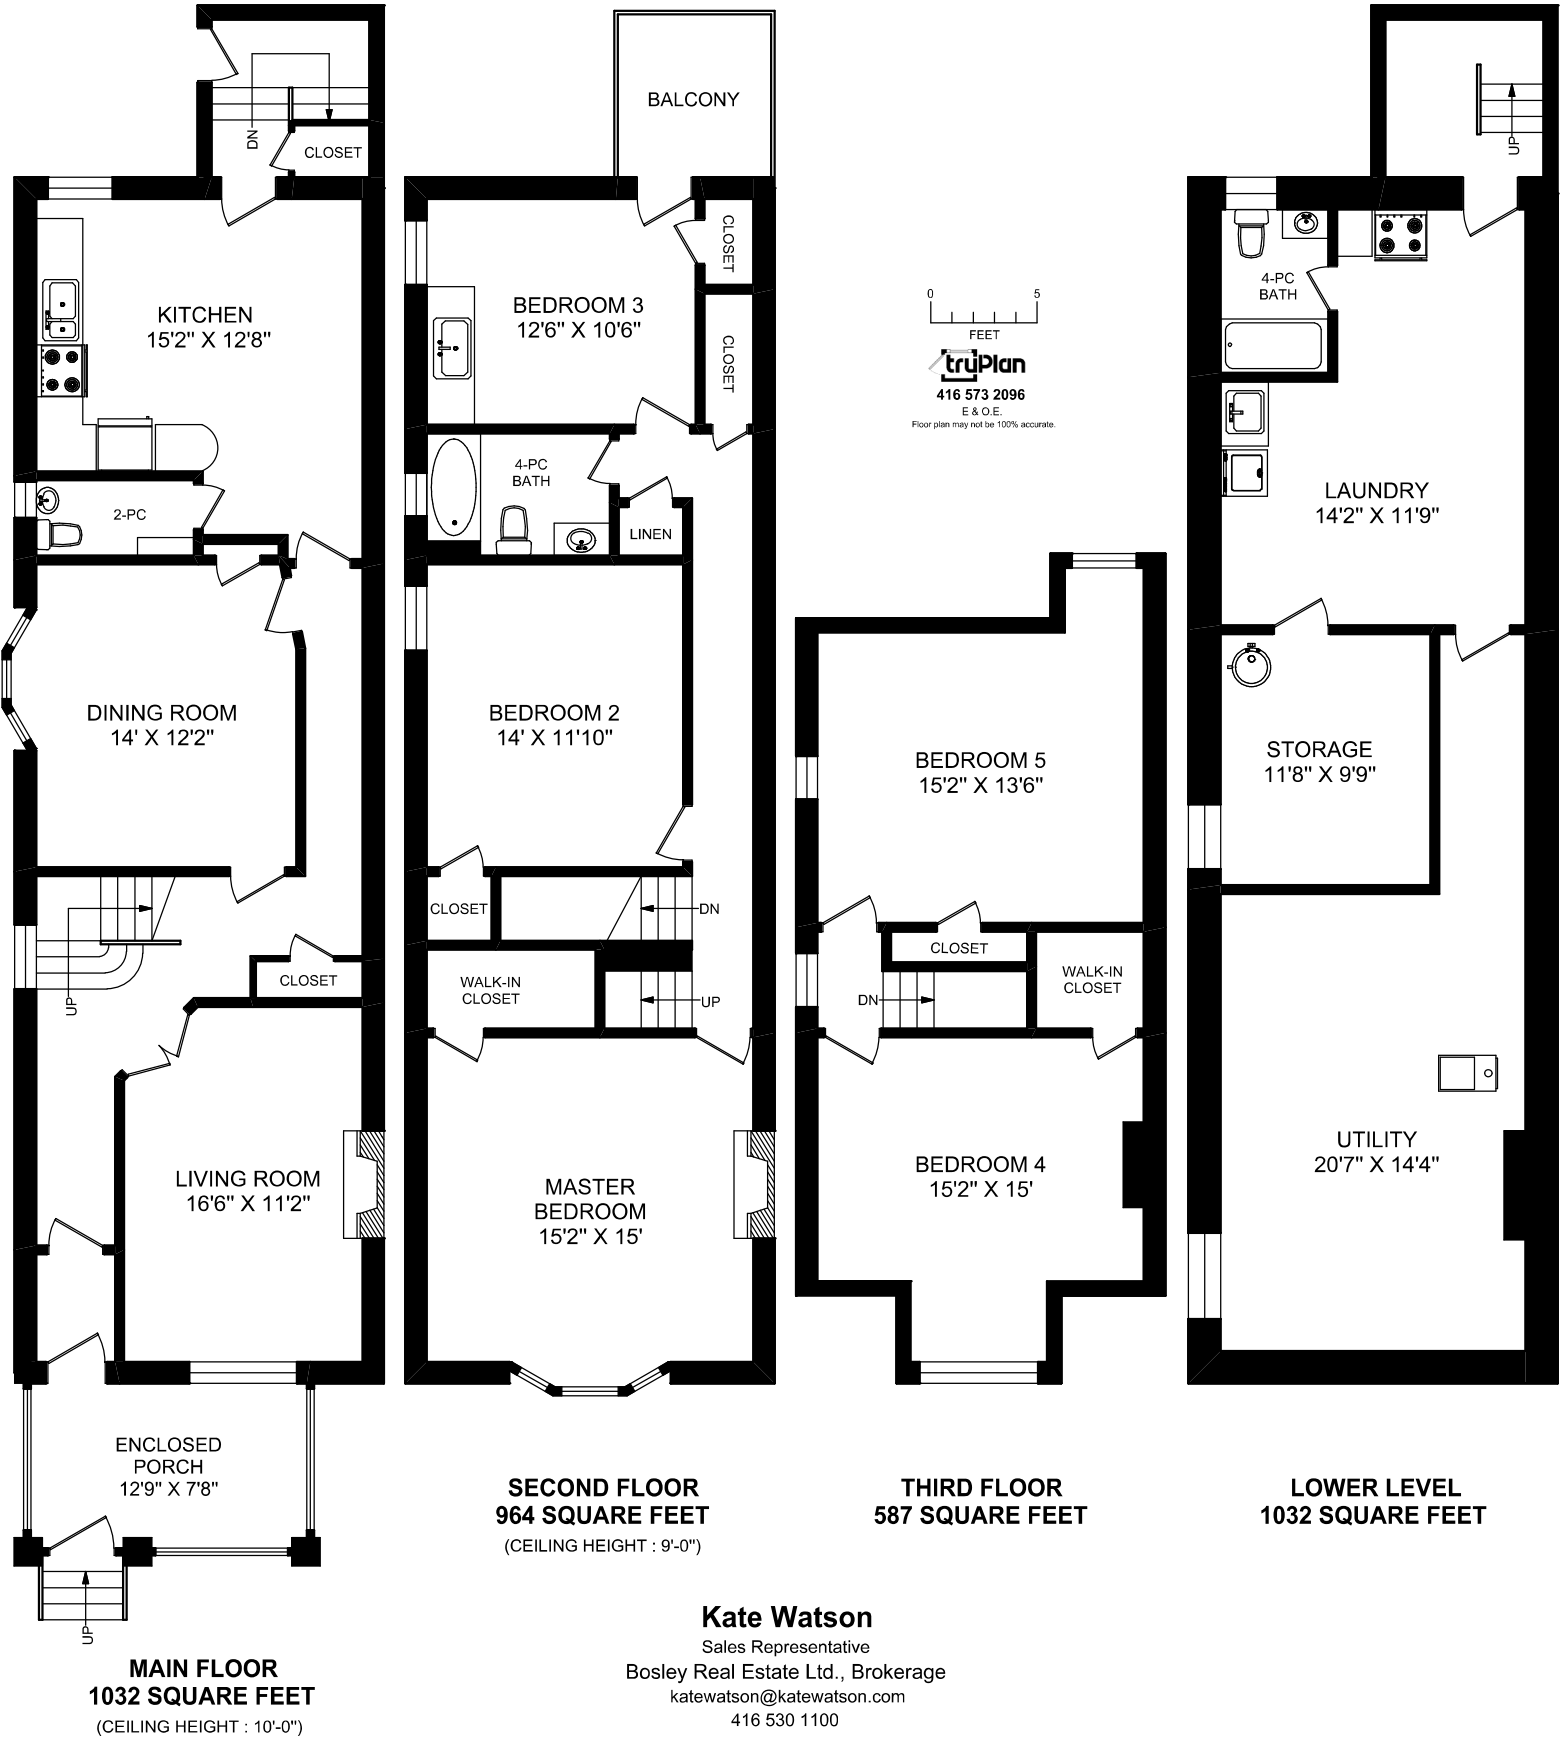 DN
CLOSET
KITCHEN
15'2" X 12'8"
2-PC
DINING ROOM
14' X 12'2"
UP
CLOSET
LIVING ROOM
16'6" X 11'2"
ENCLOSED
PORCH
12'9" X 7'8"
UP
MAIN FLOOR
1032 SQUARE FEET
(CEILING HEIGHT : 10'-0")
BALCONY
BEDROOM 3
12'6" X 10'6"
CLOSET
CLOSET
4-PC
BATH
LINEN
BEDROOM 2
14' X 11'10"
CLOSET
DN
WALK-IN
CLOSET
UP
MASTER
BEDROOM
15'2" X 15'
SECOND FLOOR
964 SQUARE FEET
(CEILING HEIGHT : 9'-0")
0 5
FEET
truPlan
416 573 2096
E & O.E.
Floor plan may not be 100% accurate.
BEDROOM 5
15'2" X 13'6"
CLOSET
DN
WALK-IN
CLOSET
BEDROOM 4
15'2" X 15'
THIRD FLOOR
587 SQUARE FEET
UP
4-PC
BATH
LAUNDRY
14'2" X 11'9"
STORAGE
11'8" X 9'9"
UTILITY
20'7" X 14'4"
LOWER LEVEL
1032 SQUARE FEET
Kate Watson
Sales Representative
Bosley Real Estate Ltd., Brokerage
katewatson@katewatson.com
416 530 1100